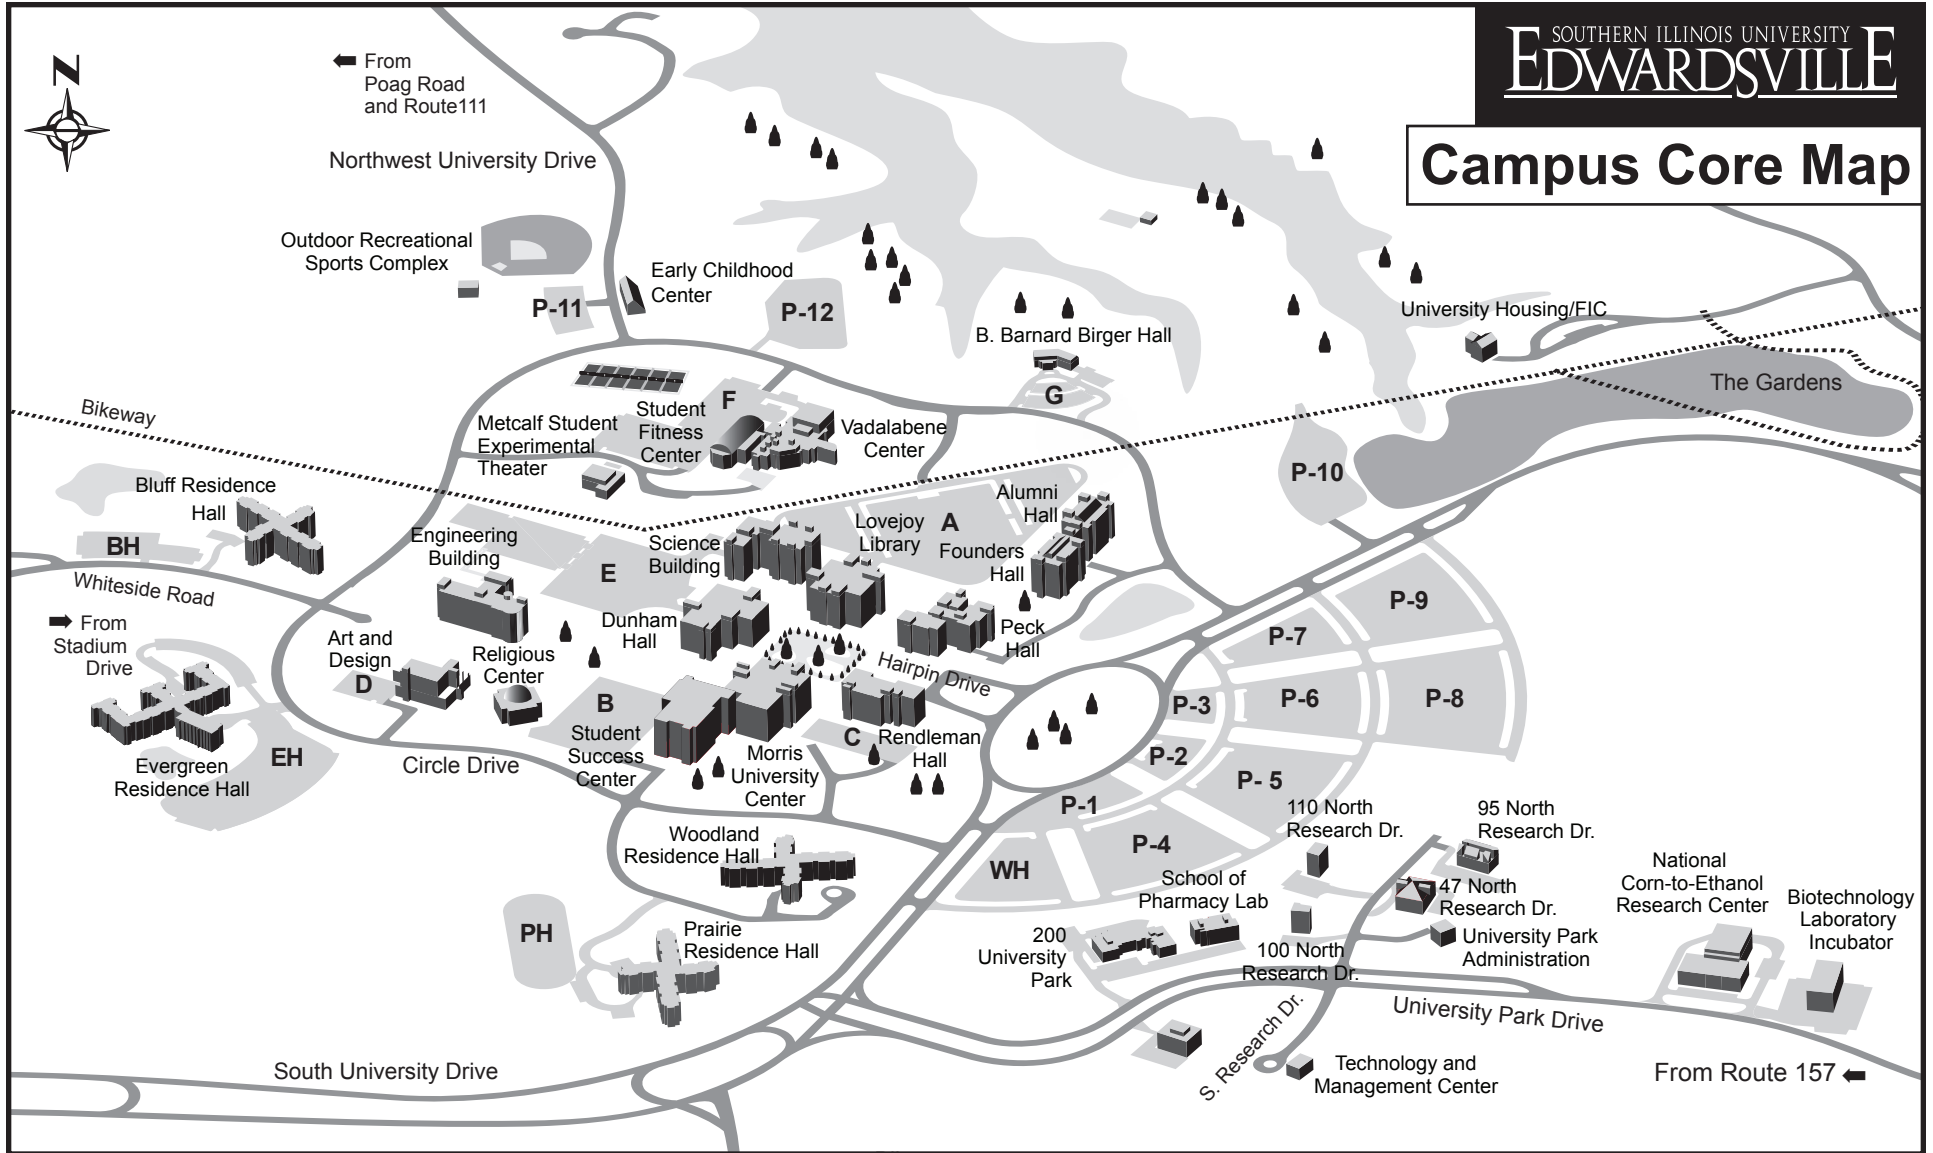 SOUTHERN ILLINOIS UNIVERSITY
EDWARDSVILLE
Campus Core Map
N
From
Poag Road
and Route111
Northwest University Drive
Outdoor Recreational
Sports Complex
Early Childhood
Center
P-11
P-12
B. Barnard Birger Hall
G
University Housing/FIC
The Gardens
Bikeway
Metcalf Student
Experimental
Theater
Student
Fitness
Center
F
Vadalabene
Center
P-10
Bluff Residence
Hall
BH
Whiteside Road
From
Stadium
Drive
Engineering
Building
E
Science
Building
Lovejoy
Library
A
Alumni
Hall
Founders
Hall
Dunham
Hall
Peck
Hall
Hairpin Drive
Art and
Design
D
Religious
Center
B
Student
Success
Center
Morris
University
Center
C
Rendleman
Hall
Evergreen
Residence Hall
EH
Circle Drive
P-9
P-7
P-8
P-6
P-3
P-2
P- 5
P-1
P-4
WH
Woodland
Residence Hall
PH
Prairie
Residence Hall
School of
Pharmacy Lab
200
University
Park
110 North
Research Dr.
95 North
Research Dr.
47 North
Research Dr.
100 North
Research Dr.
University Park
Administration
National
Corn-to-Ethanol
Research Center
Biotechnology
Laboratory
Incubator
University Park Drive
S. Research Dr.
Technology and
Management Center
South University Drive
From Route 157